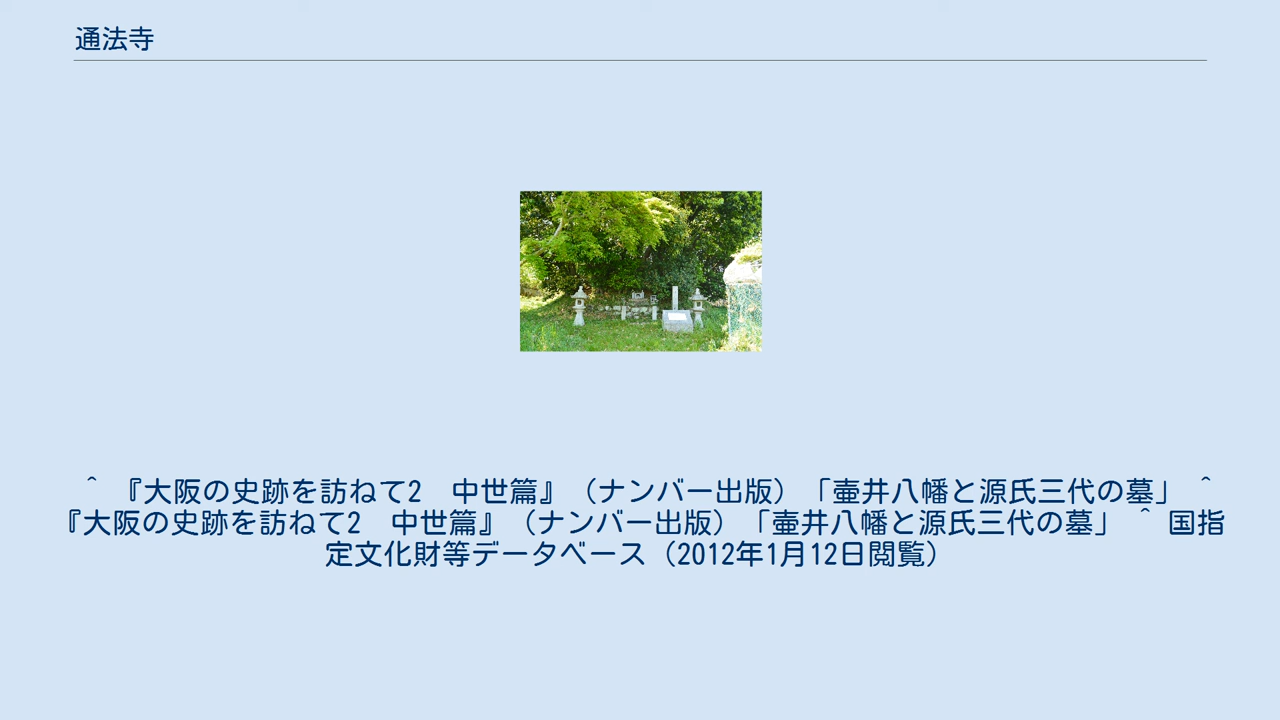 通法寺
＾ 『大阪の史跡を訪ねて2　中世篇』（ナンバー出版）「壷井八幡と源氏三代の墓」 ＾
『大阪の史跡を訪ねて2　中世篇』（ナンバー出版）「壷井八幡と源氏三代の墓」 ＾ 国指
定文化財等データベース（2012年1月12日閲覧）